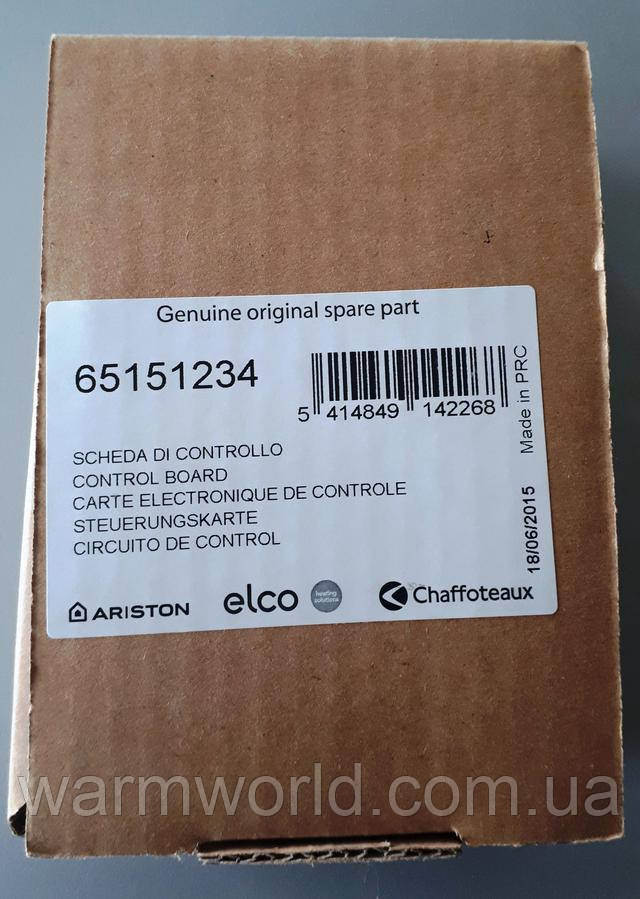 Genuine original spare part
65151234
5 414849 142268
Made in PRC
18/06/2015
SCHEDA DI CONTROLLO
CONTROL BOARD
CARTE ELECTRONIQUE DE CONTROLE
STEUERUNGSKARTE
CIRCUITO DE CONTROL
ARISTON
elco
heating
solutions
Chaffoteaux
warmworld.com.ua